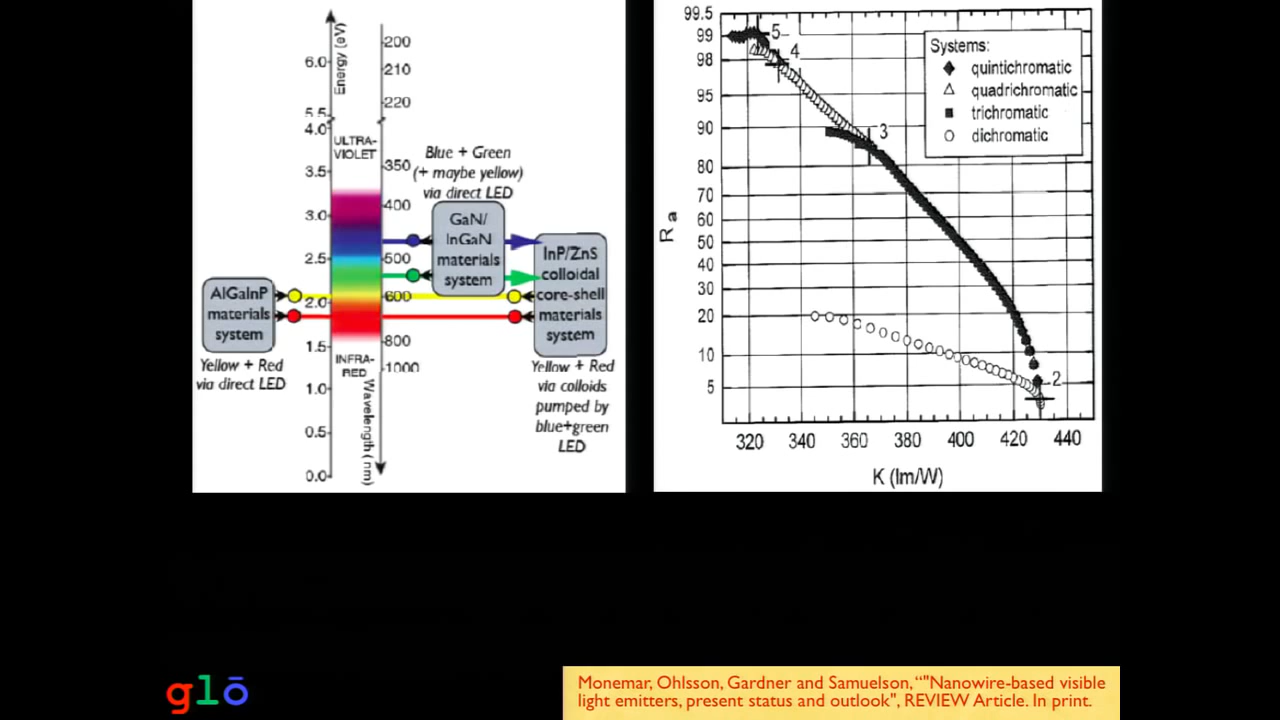 Energy (eV)
6.0
5.5
4.0
3.5
3.0
2.5
2.0
1.5
1.0
0.5
0.0
ULTRA-
VIOLET
INFRA-
RED
200
210
220
350
400
500
600
800
1000
Wavelength (nm)
Blue + Green
(+ maybe yellow)
via direct LED
GaN/
InGaN
materials
system
InP/ZnS
colloidal
core-shell
materials
system
AlGaInP
materials
system
Yellow + Red
via direct LED
Yellow + Red
via colloids
pumped by
blue+green
LED
99.5
99
98
95
90
80
70
60
50
40
30
20
10
5
Ra
5
4
3
2
Systems:
quintichromatic
quadrichromatic
trichromatic
dichromatic
320 340 360 380 400 420 440
K (lm/W)
glō
Monemar, Ohlsson, Gardner and Samuelson, “"Nanowire-based visible
light emitters, present status and outlook", REVIEW Article. In print.